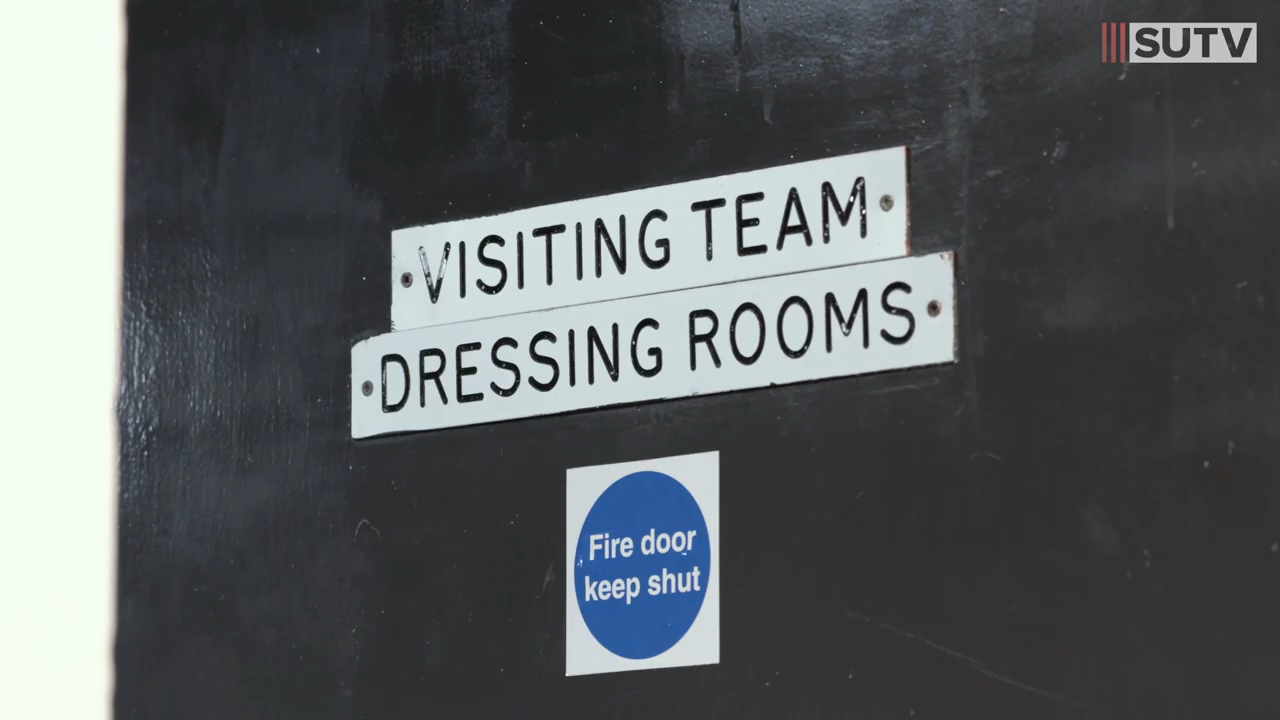 SUTV
VISITING TEAM
DRESSING ROOMS
Fire door
keep shut